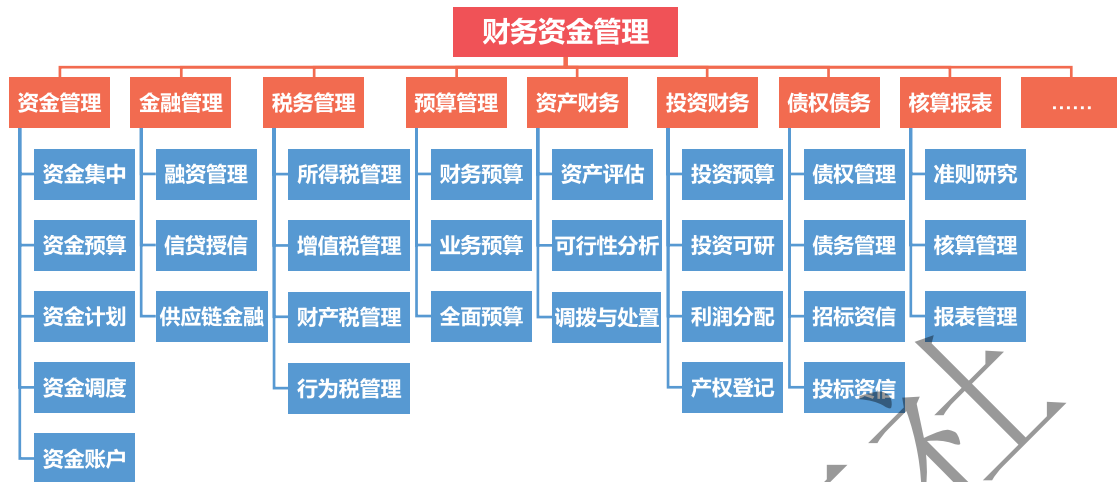 财务资金管理
资金管理
金融管理
税务管理
预算管理
资产财务
投资财务
债权债务
核算报表
……
资金集中
融资管理
所得税管理
财务预算
资产评估
投资预算
债权管理
准则研究
资金预算
信贷授信
增值税管理
业务预算
可行性分析
投资可研
债务管理
核算管理
资金计划
供应链金融
财产税管理
全面预算
调拨与处置
利润分配
招标资信
报表管理
资金调度
行为税管理
产权登记
投标资信
资金账户
社